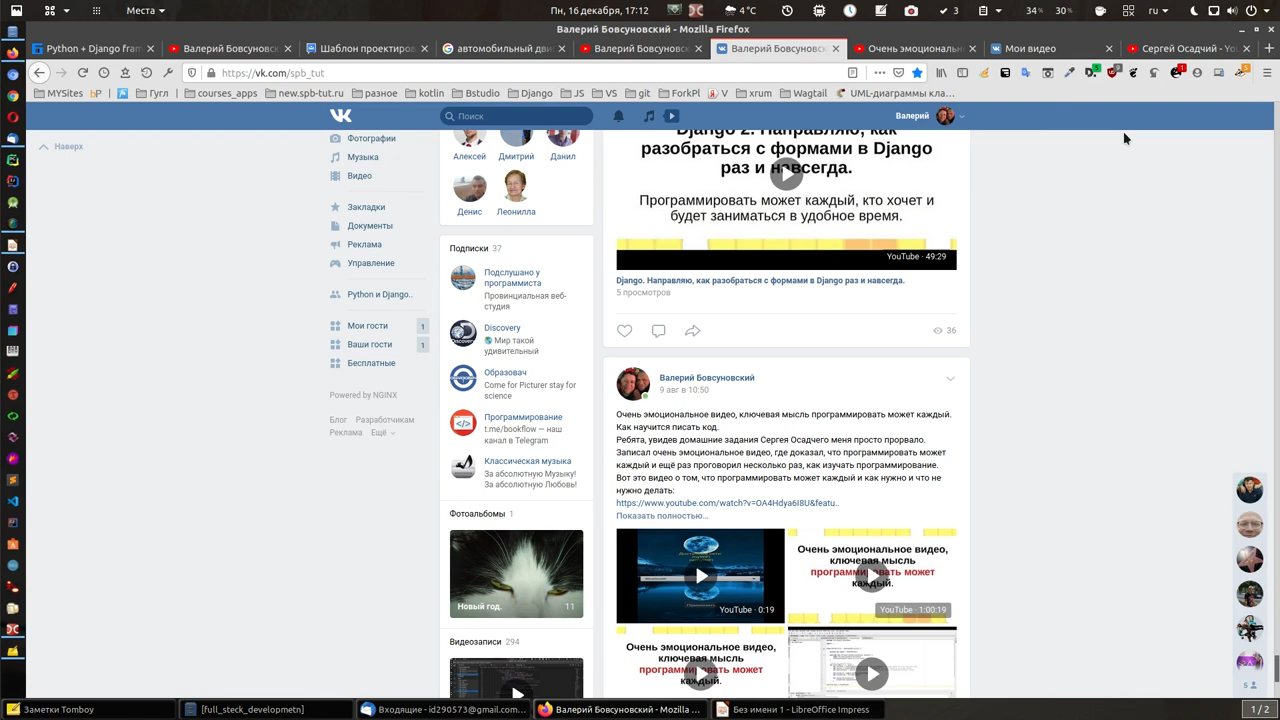 Места
Пн, 16 декабря, 17:12
4°C
ru
34%
30%
Валерий Бовсуновский - Mozilla Firefox
Python + Django fram
Валерий Бовсуновск
Шаблон проектиров
автомобильный дви
Валерий Бовсуновск
Валерий Бовсуновск
Очень эмоциональн
Мои видео
Сергей Осадчий - Yo
https://vk.com/spb_tut
MYSites
bP
Гугл
courses_apps
new.spb-tut.ru
разное
kotlin
Bstudio
Django
JS
VS
git
ForkPl
V
xrum
Wagtail
UML-диаграммы кла…
Поиск
Валерий
Наверх
Фотографии
Музыка
Видео
Закладки
Документы
Реклама
Управление
Python и Django..
Мои гости 1
Ваши гости 1
Бесплатные
Powered by NGINX
Блог Разработчикам
Реклама Ещё
Алексей Дмитрий Данил
Денис Леонилла
Подписки 37
Подслушано у
программиста
Провинциальная веб-
студия
Discovery
Мир такой
удивительный
Образовач
Come for Picturer stay for
science
Программирование
t.me/bookflow — наш
канал в Telegram
Классическая музыка
За абсолютную Музыку!
За абсолютную Любовь!
Фотоальбомы 1
Новый год. 11
Видеозаписи 294
Django 2. Направляю, как
разобраться с формами в Django
раз и навсегда.
Программировать может каждый, кто хочет и
будет заниматься в удобное время.
YouTube · 49:29
Django. Направляю, как разобраться с формами в Django раз и навсегда.
5 просмотров
36
Валерий Бовсуновский
9 авг в 10:50
Очень эмоциональное видео, ключевая мысль программировать может каждый.
Как научится писать код.
Ребята, увидев домашние задания Сергея Осадчего меня просто прорвало.
Записал очень эмоциональное видео, где доказал, что программировать может
каждый и ещё раз проговорил несколько раз, как изучать программирование.
Вот это видео о том, что программировать может каждый и как нужно и что не
нужно делать:
https://www.youtube.com/watch?v=OA4Hdya6I8U&featu..
Показать полностью…
YouTube · 0:19
Очень эмоциональное видео,
ключевая мысль
программировать может
каждый.
YouTube · 1:00:19
Очень эмоциональное видео,
ключевая мысль
программировать может
каждый.
Заметки Tomboy
[full_steck_developmetn]
Входящие - id290573@gmail.com…
Валерий Бовсуновский - Mozilla …
Без имени 1 - LibreOffice Impress
1 / 2